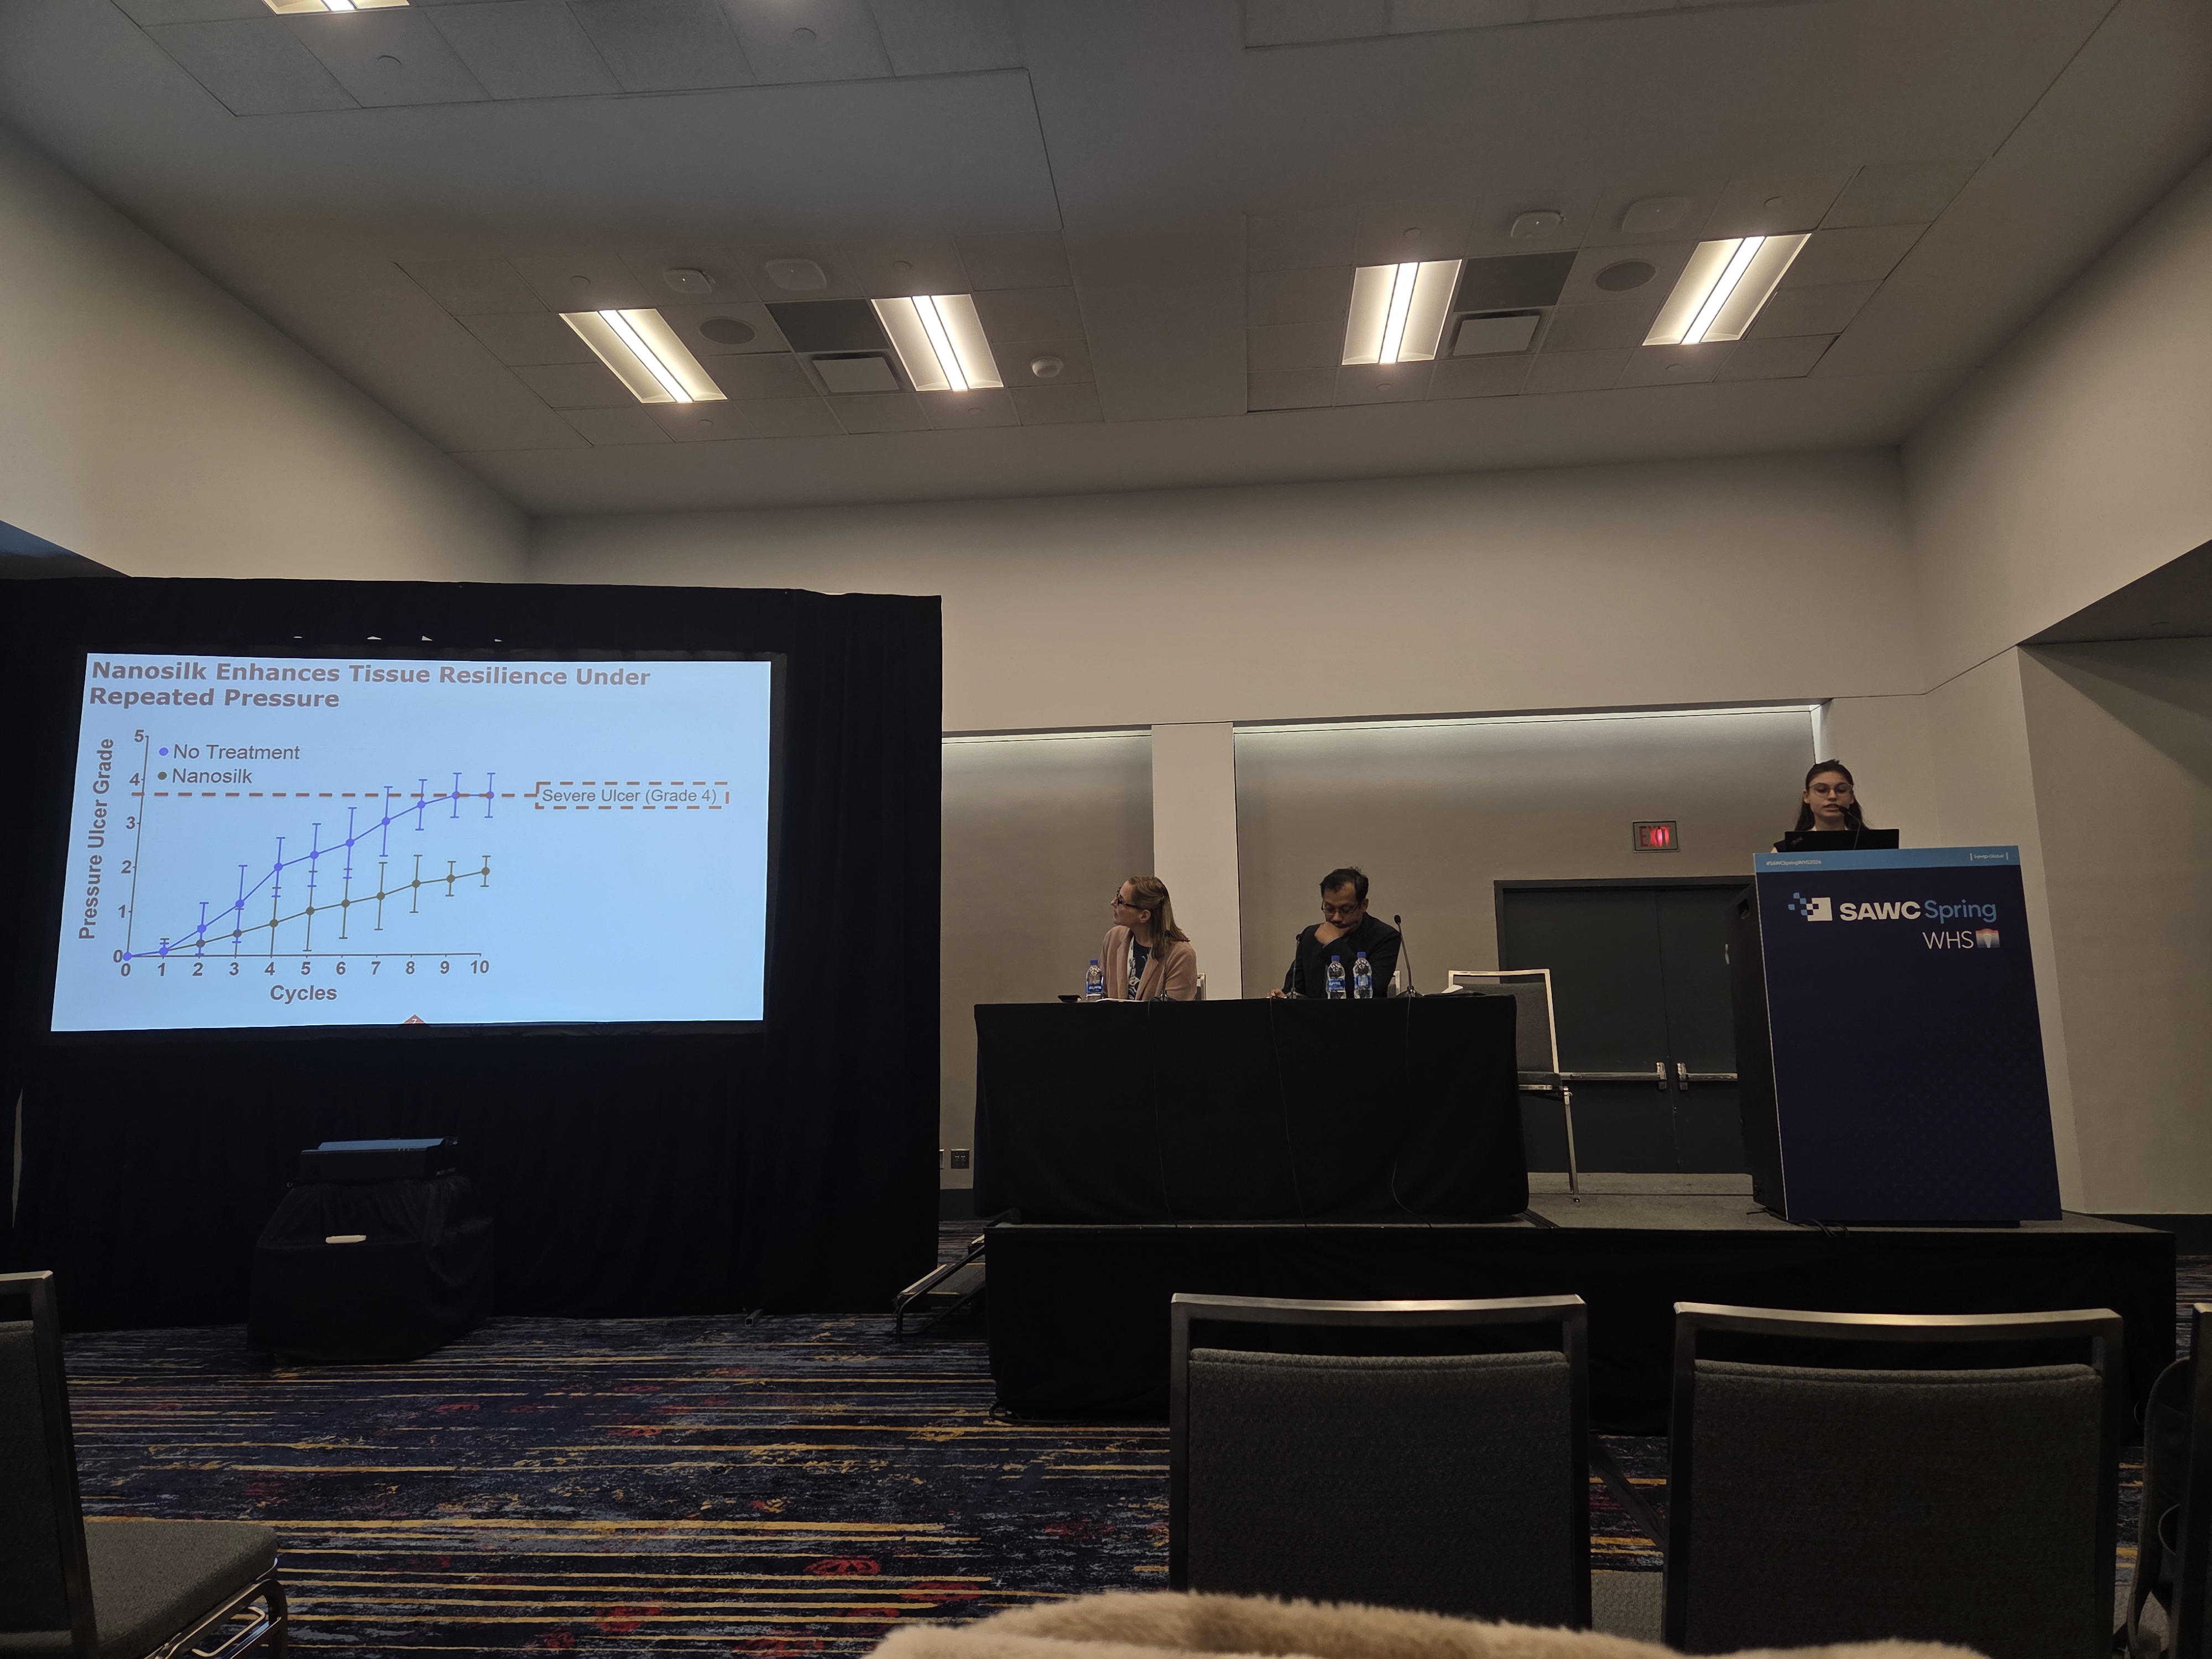 Nanosilk Enhances Tissue Resilience Under
Repeated Pressure
Pressure Ulcer Grade
5
4
3
2
1
0
No Treatment
Nanosilk
Severe Ulcer (Grade 4)
0 1 2 3 4 5 6 7 8 9 10
Cycles
7
EXIT
#SAWCSpringWHS2026
SAWC Spring
WHS